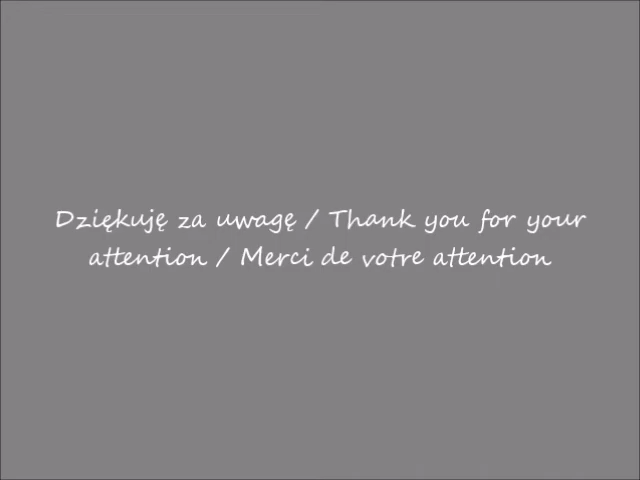 Dziękuję za uwagę / Thank you for your
attention / Merci de votre attention